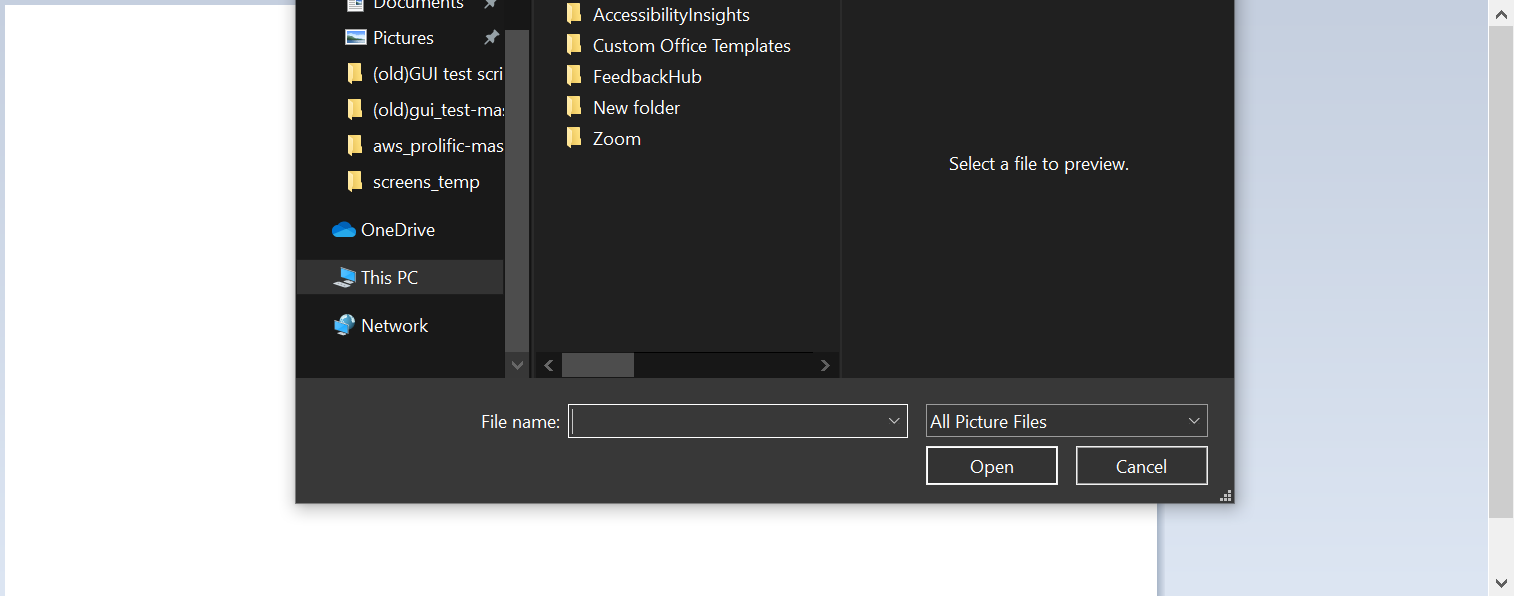 Documents
Pictures
(old)GUI test scri
(old)gui_test-mas
aws_prolific-mas
screens_temp
OneDrive
This PC
Network
AccessibilityInsights
Custom Office Templates
FeedbackHub
New folder
Zoom
Select a file to preview.
File name:
All Picture Files
Open
Cancel